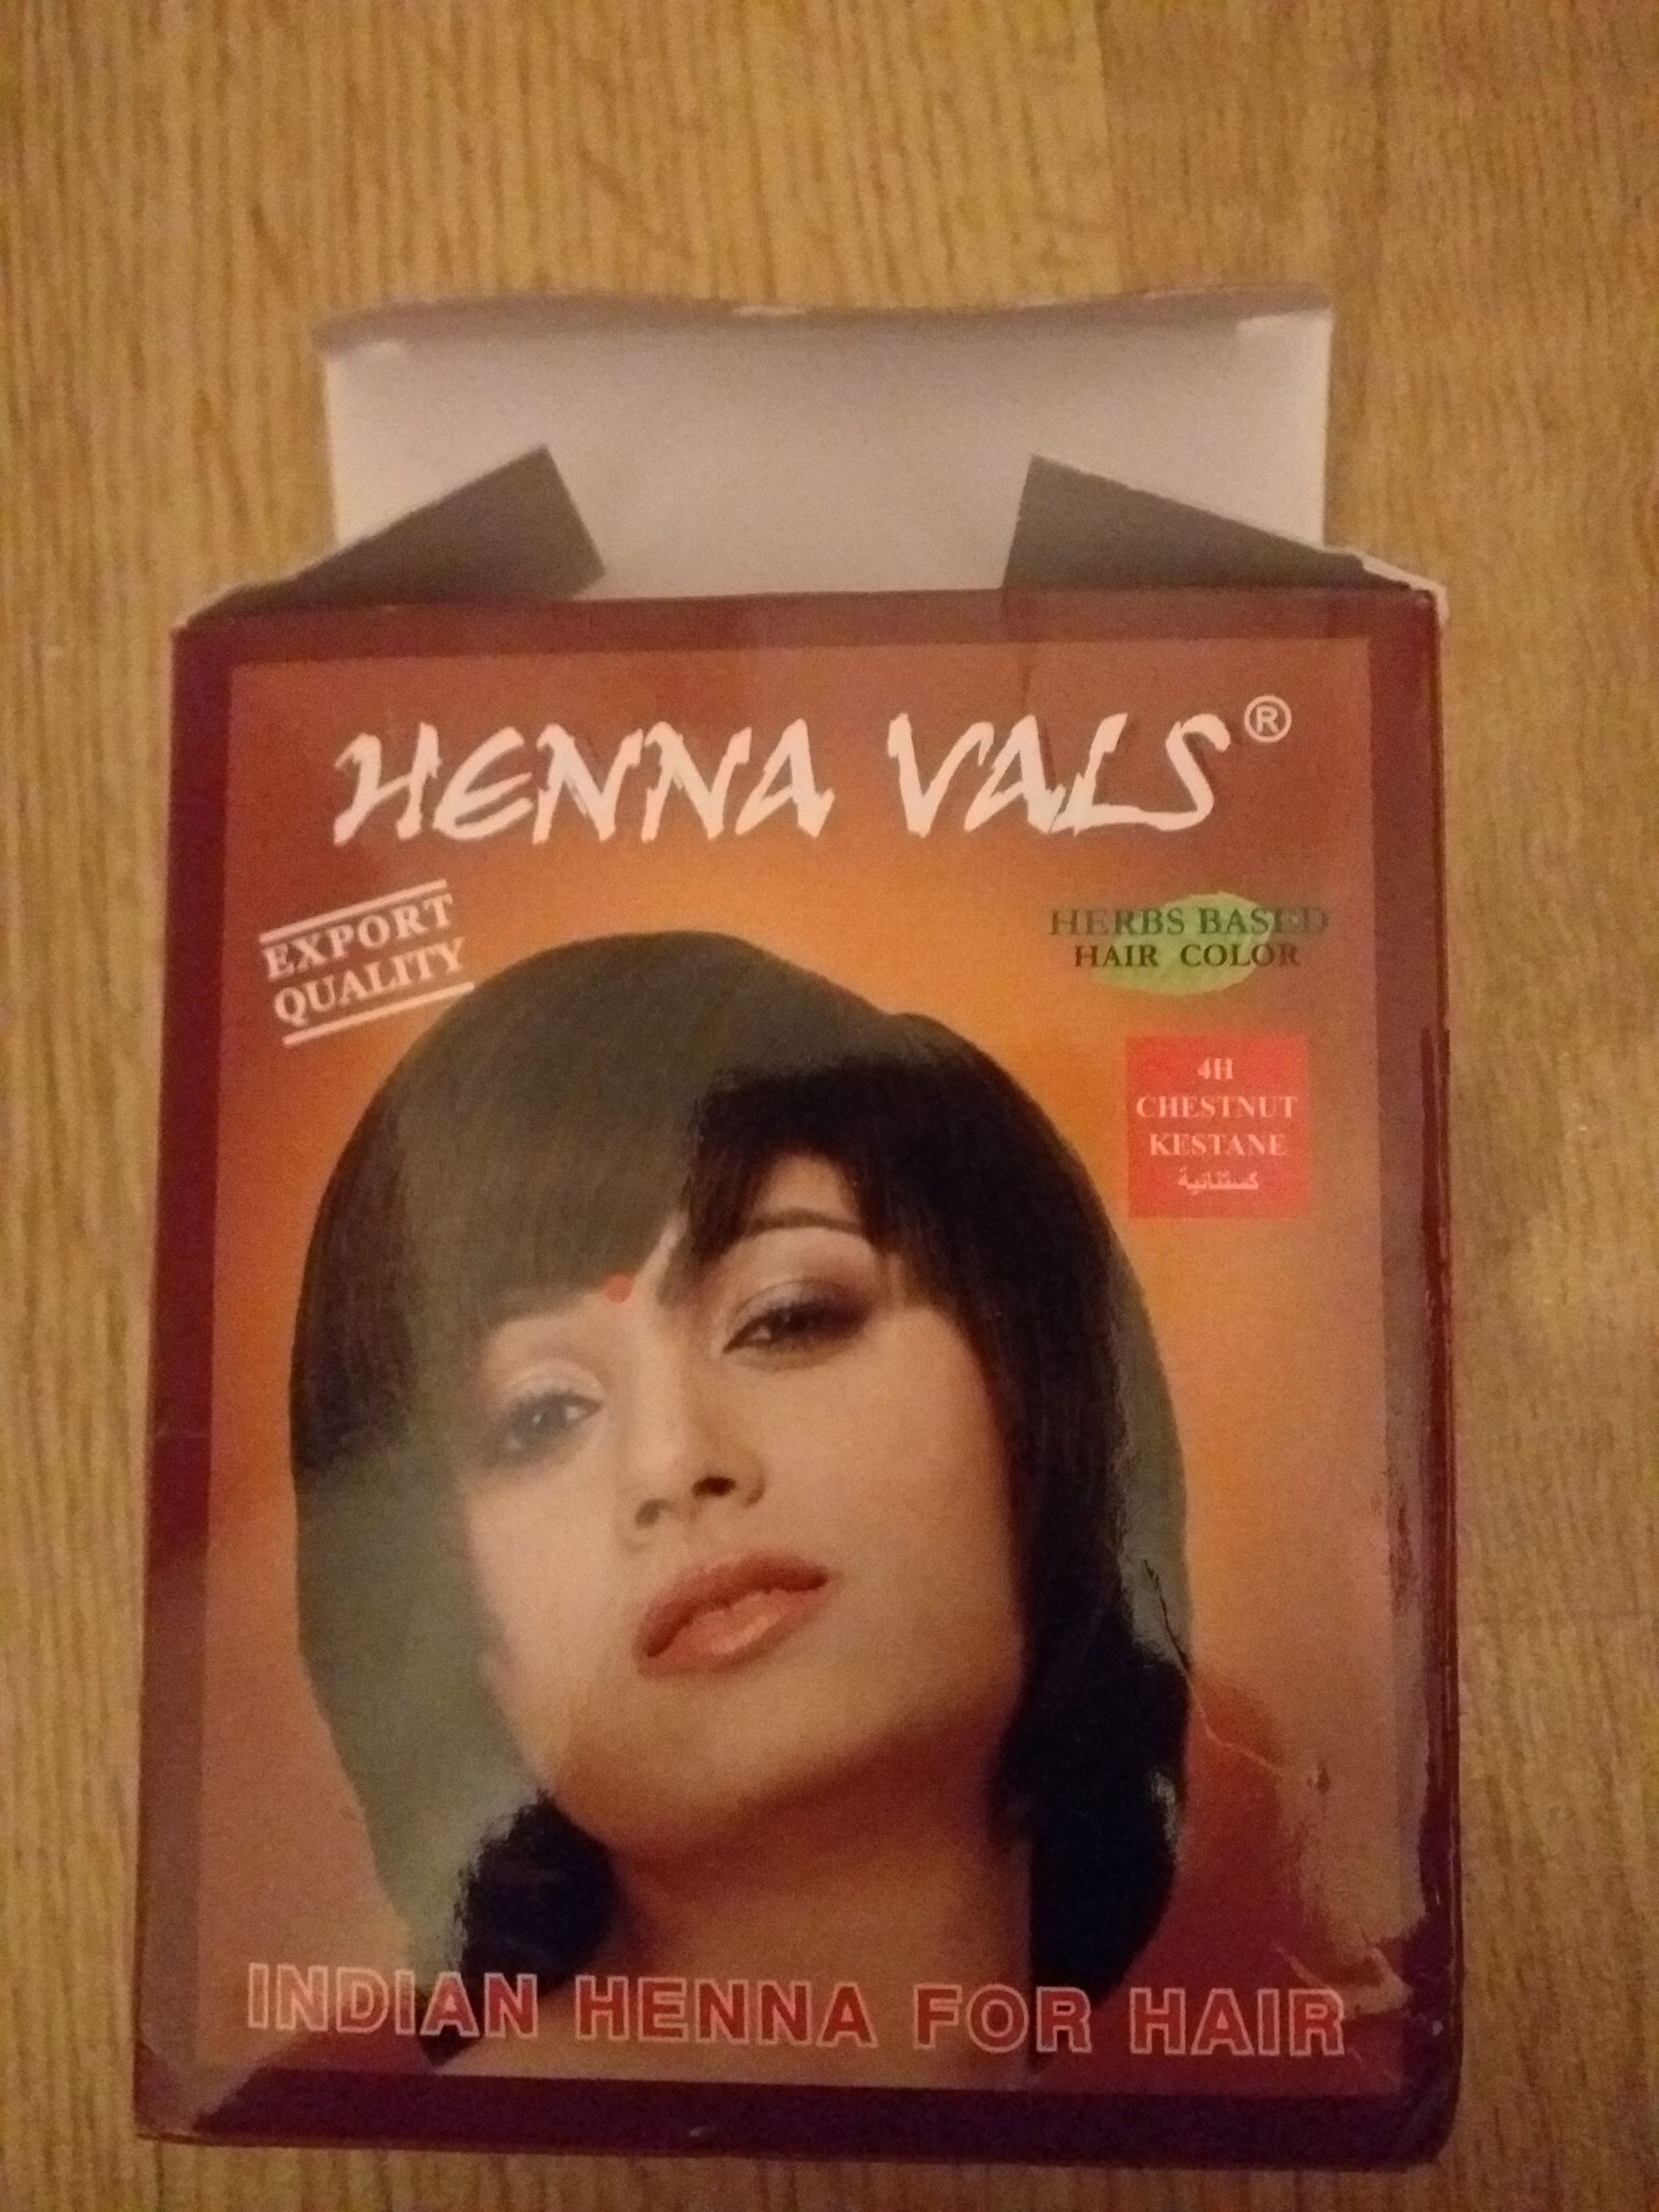 HENNA VALS®
EXPORT
QUALITY
HERBS BASED
HAIR COLOR
4H
CHESTNUT
KESTANE
كستنائية
INDIAN HENNA FOR HAIR